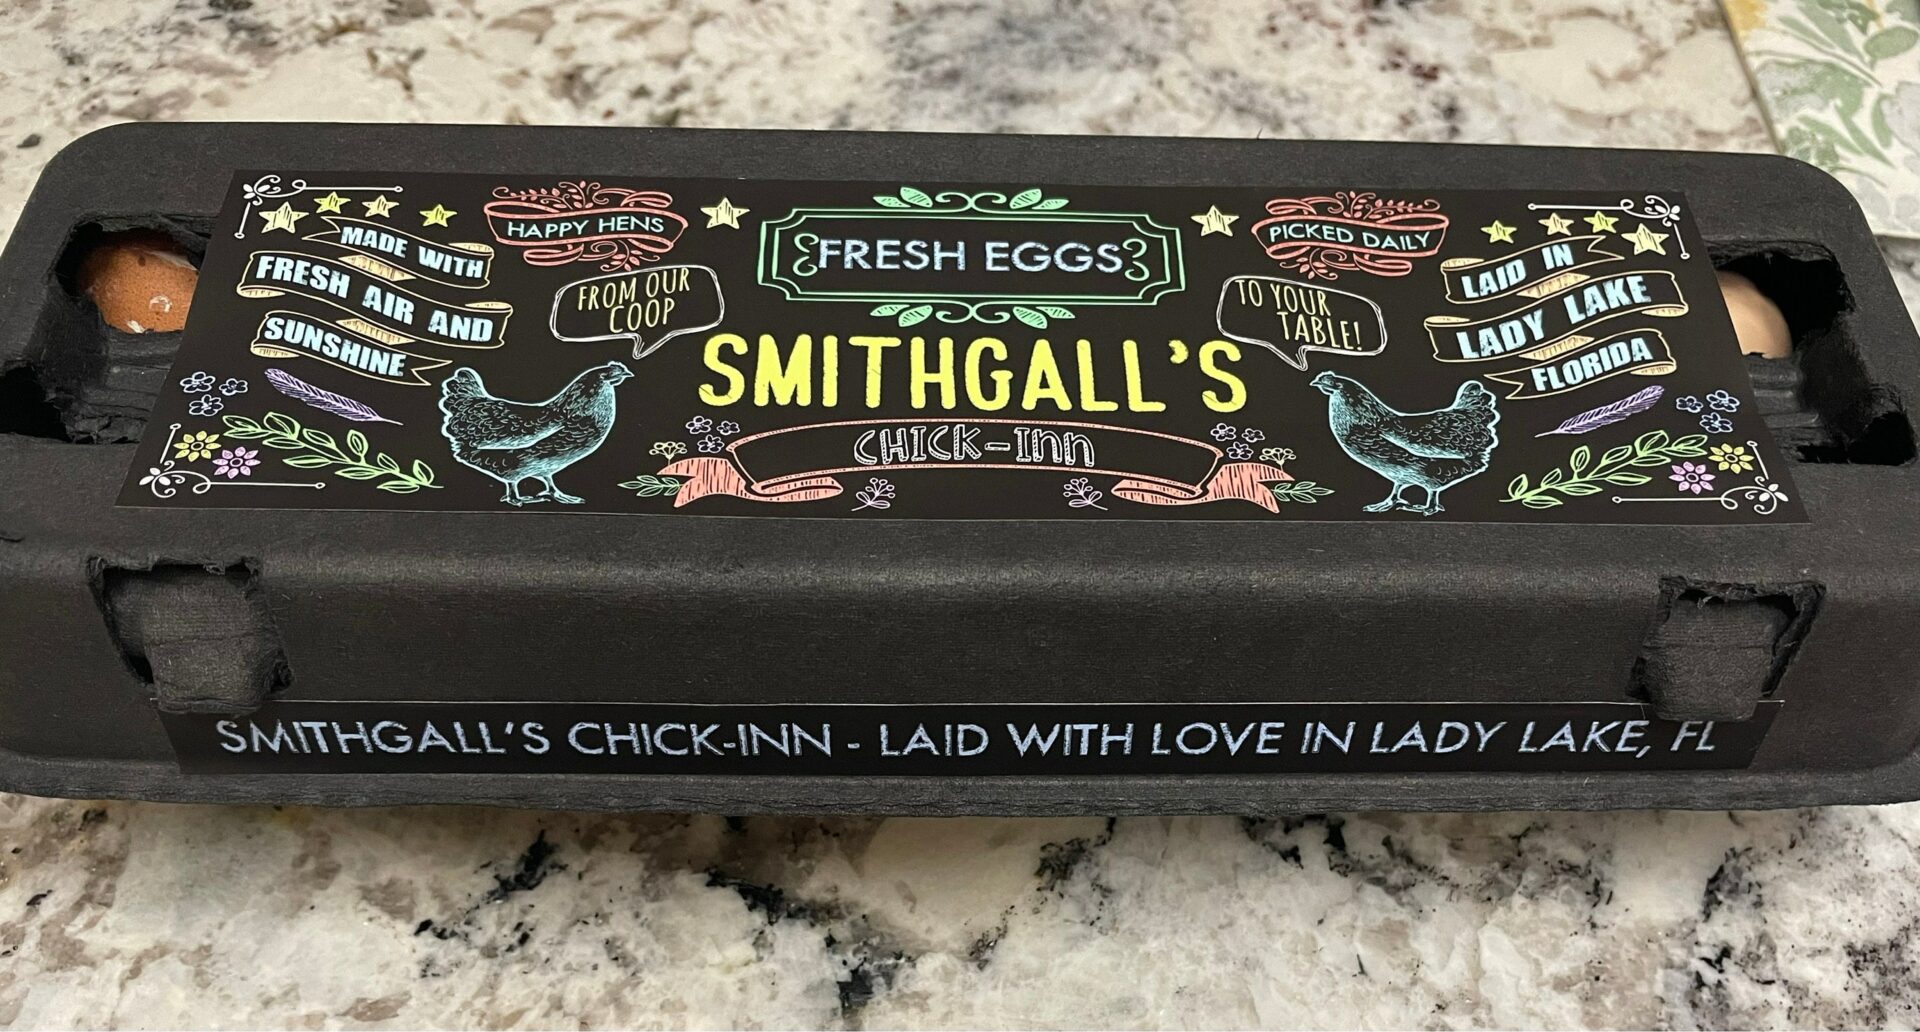 HAPPY HENS
FRESH EGGS
PICKED DAILY
MADE WITH
FRESH AIR AND
SUNSHINE
FROM OUR
COOP
TO YOUR
TABLE!
LAID IN
LADY LAKE
FLORIDA
SMITHGALL'S
CHICK-INN
SMITHGALL'S CHICK-INN - LAID WITH LOVE IN LADY LAKE, FL